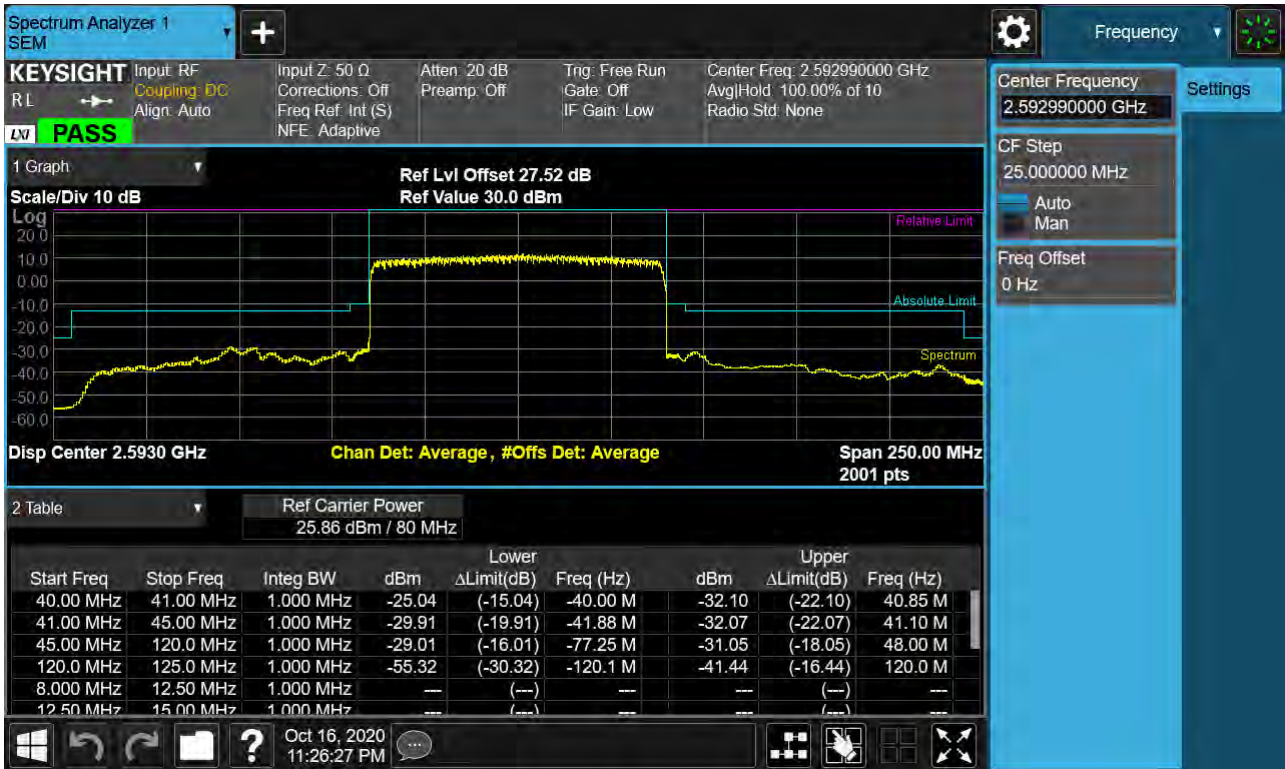 Spectrum Analyzer 1
SEM
Frequency
KEYSIGHT
R L
LXI PASS
Input: RF
Coupling: DC
Align: Auto
Input Z: 50 Ω
Corrections: Off
Freq Ref: Int (S)
NFE: Adaptive
Atten: 20 dB
Preamp: Off
Trig: Free Run
Gate: Off
IF Gain: Low
Center Freq: 2.592990000 GHz
Avg|Hold: 100.00% of 10
Radio Std: None
Center Frequency
2.592990000 GHz
Settings
CF Step
25.000000 MHz
Auto
Man
Freq Offset
0 Hz
1 Graph
Scale/Div 10 dB
Ref Lvl Offset 27.52 dB
Ref Value 30.0 dBm
Log
20.0
10.0
0.00
-10.0
-20.0
-30.0
-40.0
-50.0
-60.0
Relative Limit
Absolute Limit
Spectrum
Disp Center 2.5930 GHz
Chan Det: Average, #Offs Det: Average
Span 250.00 MHz
2001 pts
2 Table
Ref Carrier Power
25.86 dBm / 80 MHz
Lower Upper
Start Freq Stop Freq Integ BW dBm ΔLimit(dB) Freq (Hz) dBm ΔLimit(dB) Freq (Hz)
40.00 MHz 41.00 MHz 1.000 MHz -25.04 (-15.04) -40.00 M -32.10 (-22.10) 40.85 M
41.00 MHz 45.00 MHz 1.000 MHz -29.91 (-19.91) -41.88 M -32.07 (-22.07) 41.10 M
45.00 MHz 120.0 MHz 1.000 MHz -29.01 (-16.01) -77.25 M -31.05 (-18.05) 48.00 M
120.0 MHz 125.0 MHz 1.000 MHz -55.32 (-30.32) -120.1 M -41.44 (-16.44) 120.0 M
8.000 MHz 12.50 MHz 1.000 MHz --- (---) --- --- (---) ---
12.50 MHz 15.00 MHz 1.000 MHz --- (---) --- --- (---) ---
?
Oct 16, 2020
11:26:27 PM